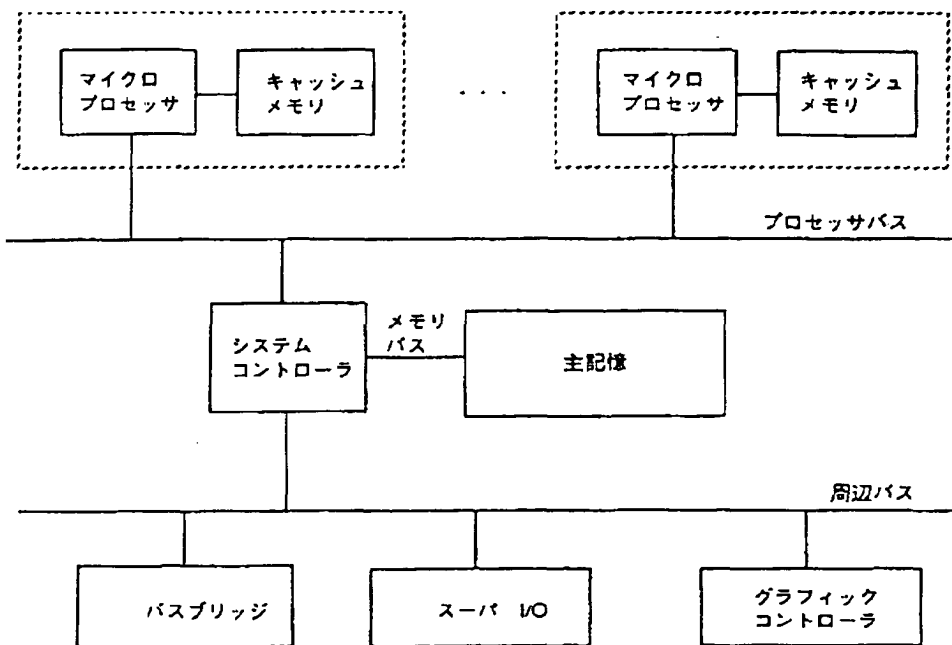 マイクロ
プロセッサ
キャッシュ
メモリ
. . .
マイクロ
プロセッサ
キャッシュ
メモリ
プロセッサバス
システム
コントローラ
メモリ
バス
主記憶
周辺バス
バスブリッジ
スーパ I/O
グラフィック
コントローラ